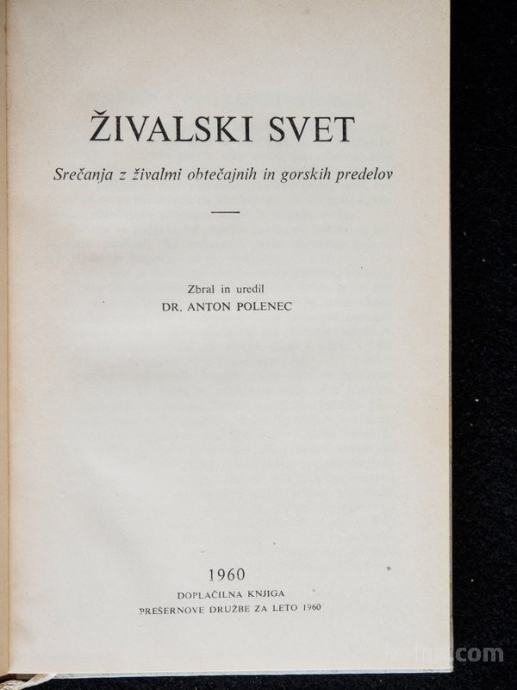 ŽIVALSKI SVET
Srečanja z živalmi obtečajnih in gorskih predelov
Zbral in uredil
DR. ANTON POLENEC
1960
DOPLAČILNA KNJIGA
PREŠERNOVE DRUŽBE ZA LETO 1960